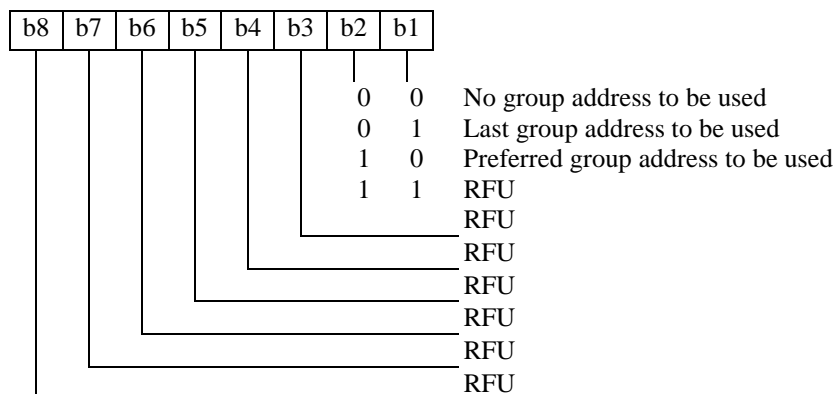 b8 b7 b6 b5 b4 b3 b2 b1
0 0 No group address to be used
0 1 Last group address to be used
1 0 Preferred group address to be used
1 1 RFU
RFU
RFU
RFU
RFU
RFU
RFU